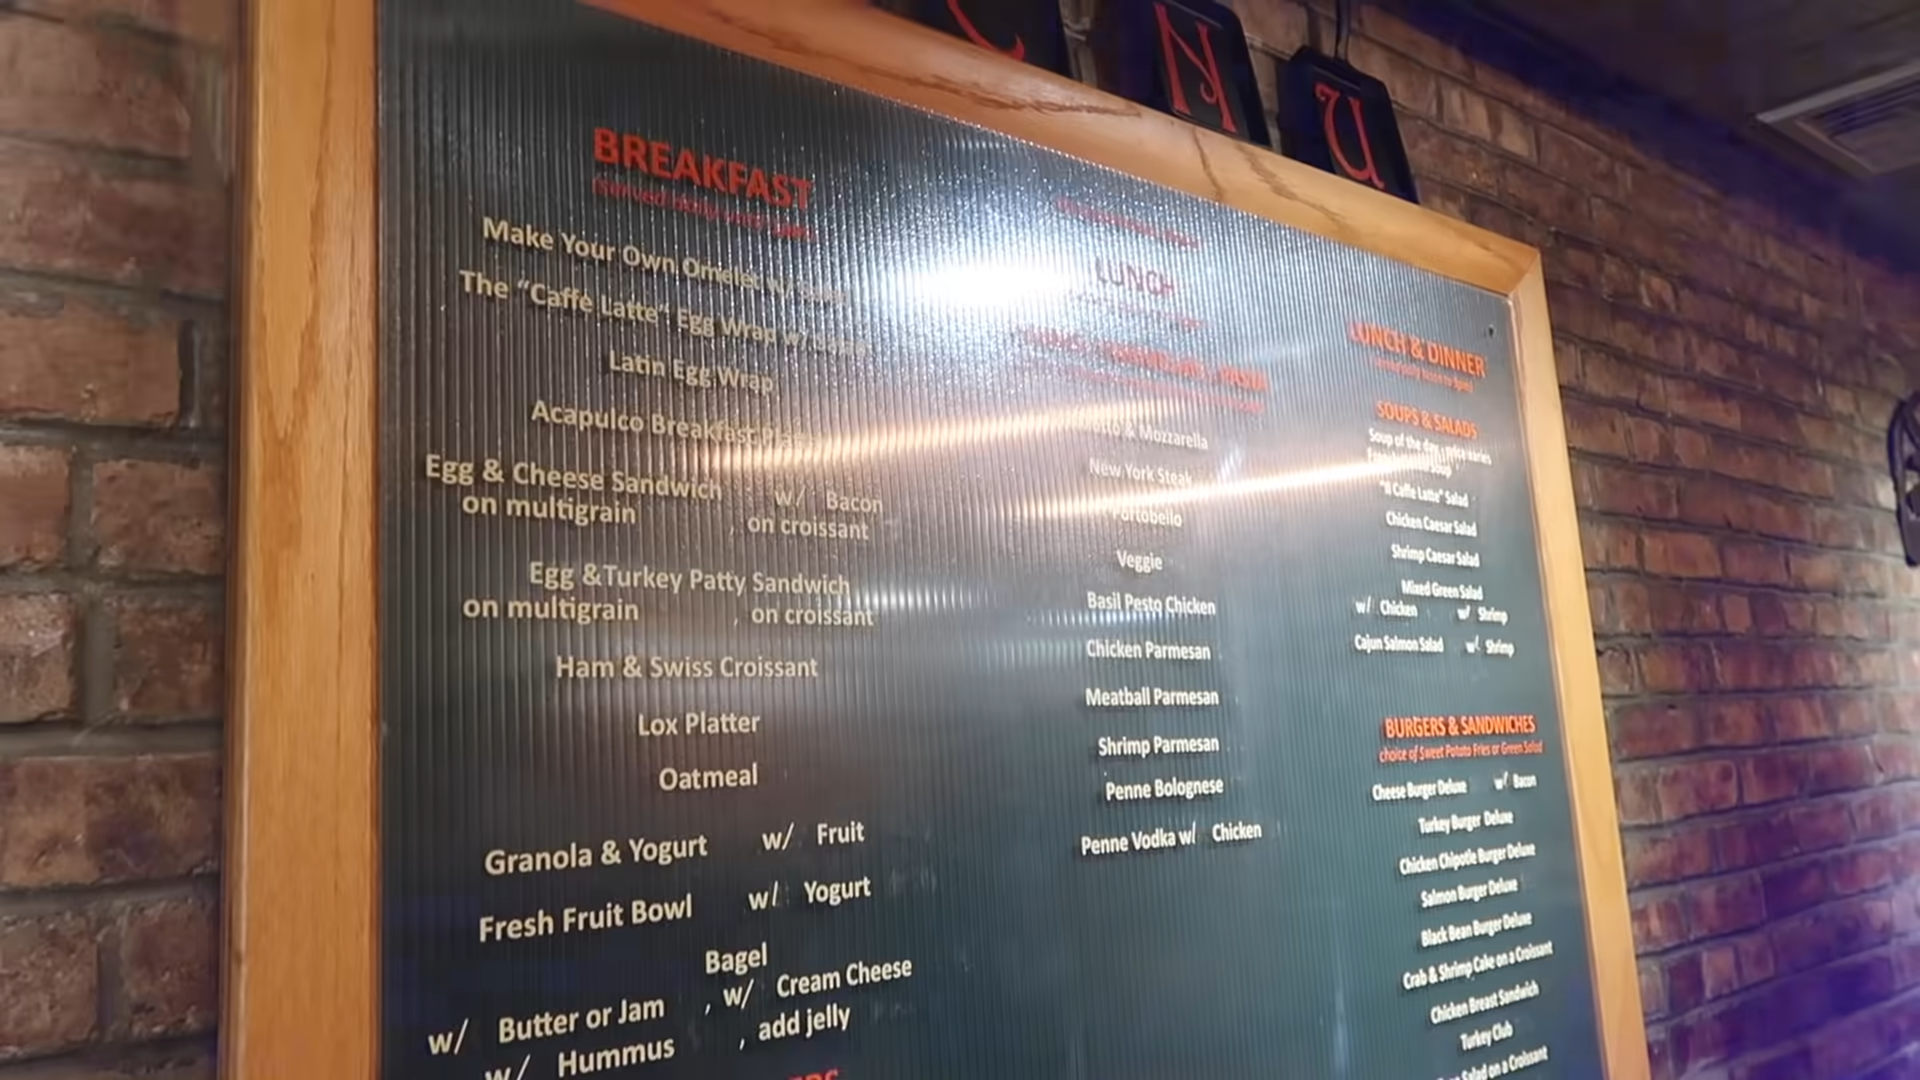 N U
BREAKFAST
Make Your Own Omelet w/
The "Caffe Latte" Egg Wrap w/
Latin Egg Wrap
Acapulco Breakfast
Egg & Cheese Sandwich w/ Bacon
on multigrain , on croissant
Egg &Turkey Patty Sandwich
on multigrain , on croissant
Ham & Swiss Croissant
Lox Platter
Oatmeal
Granola & Yogurt w/ Fruit
Fresh Fruit Bowl w/ Yogurt
Bagel
w/ Butter or Jam , w/ Cream Cheese
w/ Hummus , add jelly
LUNCH
& Mozzarella
New York Steak
Portobello
Veggie
Basil Pesto Chicken
Chicken Parmesan
Meatball Parmesan
Shrimp Parmesan
Penne Bolognese
Penne Vodka w/ Chicken
LUNCH & DINNER
SOUPS & SALADS
Soup of the day
Soup
"Il Caffe Latte" Salad
Chicken Caesar Salad
Shrimp Caesar Salad
Mixed Green Salad
w/ Chicken w/ Shrimp
Cajun Salmon Salad w/ Shrimp
BURGERS & SANDWICHES
choice of Sweet Potato Fries or Green Salad
Cheese Burger Deluxe w/ Bacon
Turkey Burger Deluxe
Chicken Chipotle Burger Deluxe
Salmon Burger Deluxe
Black Bean Burger Deluxe
Crab & Shrimp Cake on a Croissant
Chicken Breast Sandwich
Turkey Club
Salad on a Croissant